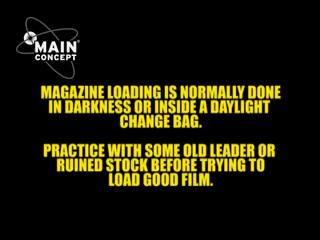 MAIN
CONCEPT
MAGAZINE LOADING IS NORMALLY DONE
IN DARKNESS OR INSIDE A DAYLIGHT
CHANGE BAG.
PRACTICE WITH SOME OLD LEADER OR
RUINED STOCK BEFORE TRYING TO
LOAD GOOD FILM.